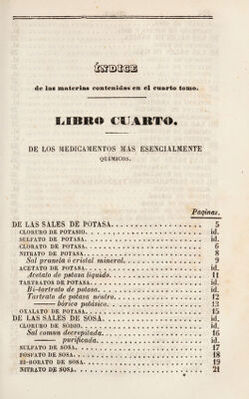 ÍNDICE
de las materias contenidas en el cuarto tomo.
LIBRO CUARTO.
DE LOS MEDICAMENTOS MAS ESENCIALMENTE
QUÍMICOS.
Paginas.
DE LAS SALES DE POTASA. 5
CLORURO DE POTASIO. id.
SULFATO DE POTASA. id.
CLORATO DE POTASA. 6
NITRATO DE POTASA. 8
Sal prunela ó cristal mineral. 9
ACETATO DE POTASA. id.
Acetato de potasa líquido. 11
TARTRATOS DE POTASA. id.
Bi-tartrato de potasa. id.
Tartrato de potasa neutro. 12
—— bórico potásico. 13
OXALATO DE POTASA. 15
DE LAS SALES DE SOSA. id.
CLORURO DE SODIO. id.
Sal comun decrepitada. 16
—— purificada. id.
SULFATO DE SOSA. 17
FOSFATO DE SOSA. 18
BI-BORATO DE SOSA. 19
NITRATO DE SOSA. 21